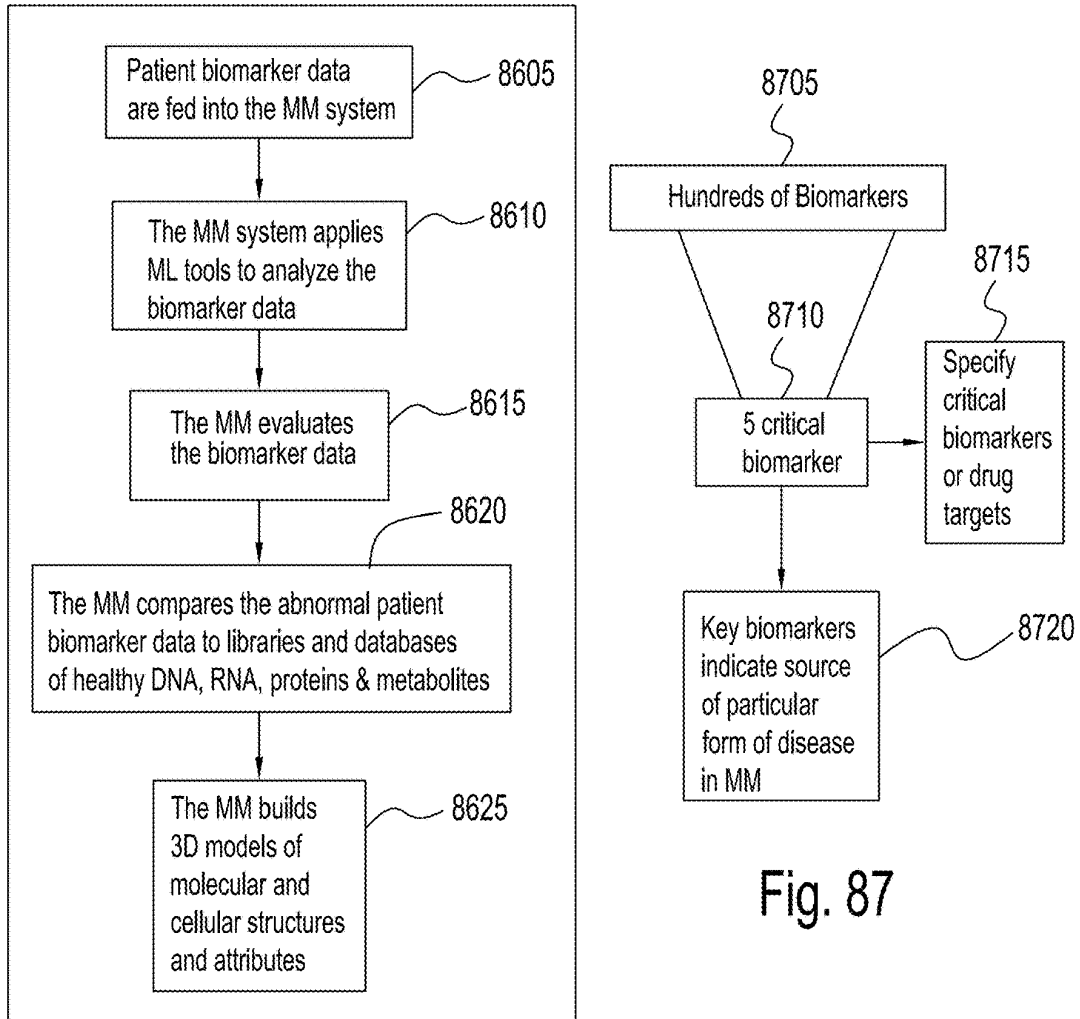 Patient biomarker data
are fed into the MM system
8605
The MM system applies
ML tools to analyze the
biomarker data
8610
The MM evaluates
the biomarker data
8615
8620
The MM compares the abnormal patient
biomarker data to libraries and databases
of healthy DNA, RNA, proteins & metabolites
The MM builds
3D models of
molecular and
cellular structures
and attributes
8625
8705
Hundreds of Biomarkers
8710
5 critical
biomarker
8715
Specify
critical
biomarkers
or drug
targets
Key biomarkers
indicate source
of particular
form of disease
in MM
8720
Fig. 87